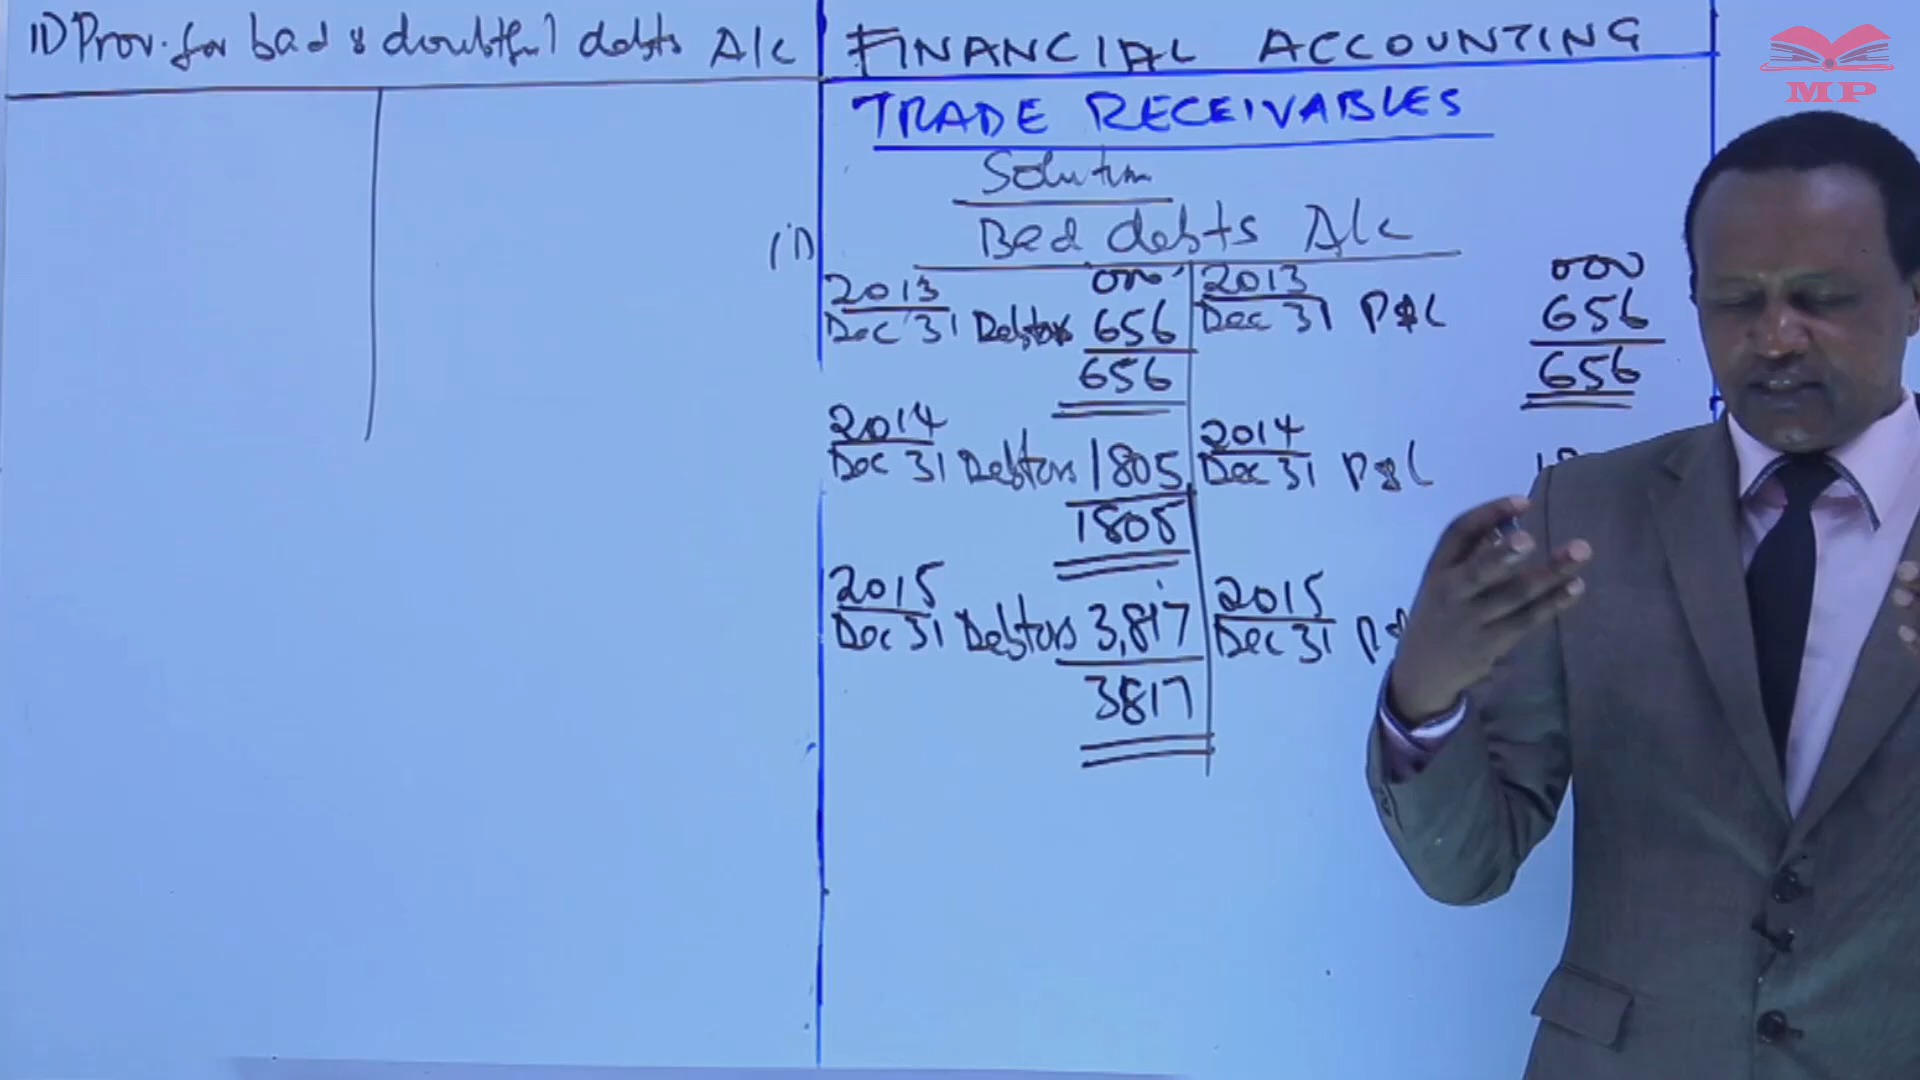 ii) Prov. for bad & doubtful debts A/c
FINANCIAL ACCOUNTING
MP
TRADE RECEIVABLES
Solution
i) Bad debts A/c
000 000
2013 2013
Dec 31 Debtors 656 Dec 31 P&L 656
656 656
2014 2014
Dec 31 Debtors 1805 Dec 31 P&L
1805
2015 2015
Dec 31 Debtors 3,817 Dec 31
3817